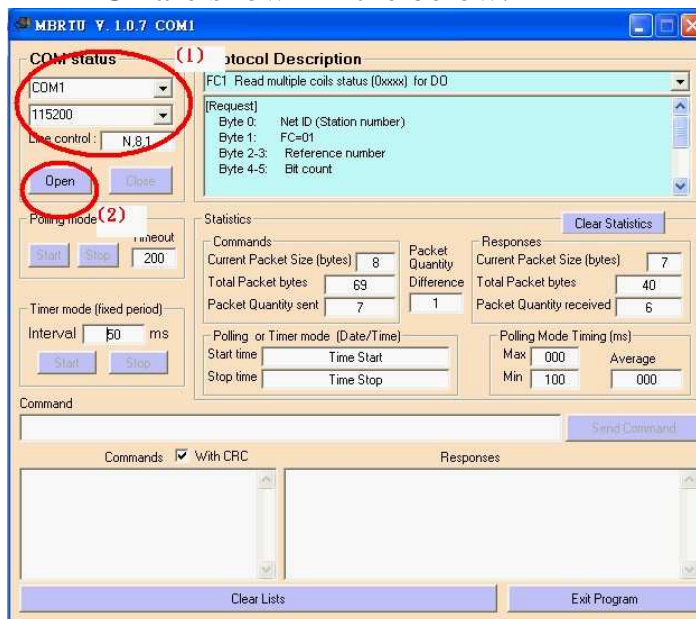 MBRTU V. 1.0.7 COM1
COM status
(1)
otocol Description
COM1
115200
Line control :
N,8,1
Open
Close
FC1 Read multiple coils status (0xxxx) for DO
[Request]
Byte 0: Net ID (Station number)
Byte 1: FC=01
Byte 2-3: Reference number
Byte 4-5: Bit count
Polling mode
(2)
Timeout
Start
Stop
200
Timer mode (fixed period)
Interval
50
ms
Start
Stop
Statistics
Clear Statistics
Commands
Current Packet Size (bytes) 8
Total Packet bytes 69
Packet Quantity sent 7
Packet
Quantity
Difference
1
Responses
Current Packet Size (bytes) 7
Total Packet bytes 40
Packet Quantity received 6
Polling or Timer mode (Date/Time)
Start time Time Start
Stop time Time Stop
Polling Mode Timing (ms)
Max 000 Average
Min 100 000
Command
Send Command
Commands With CRC
Responses
Clear Lists
Exit Program